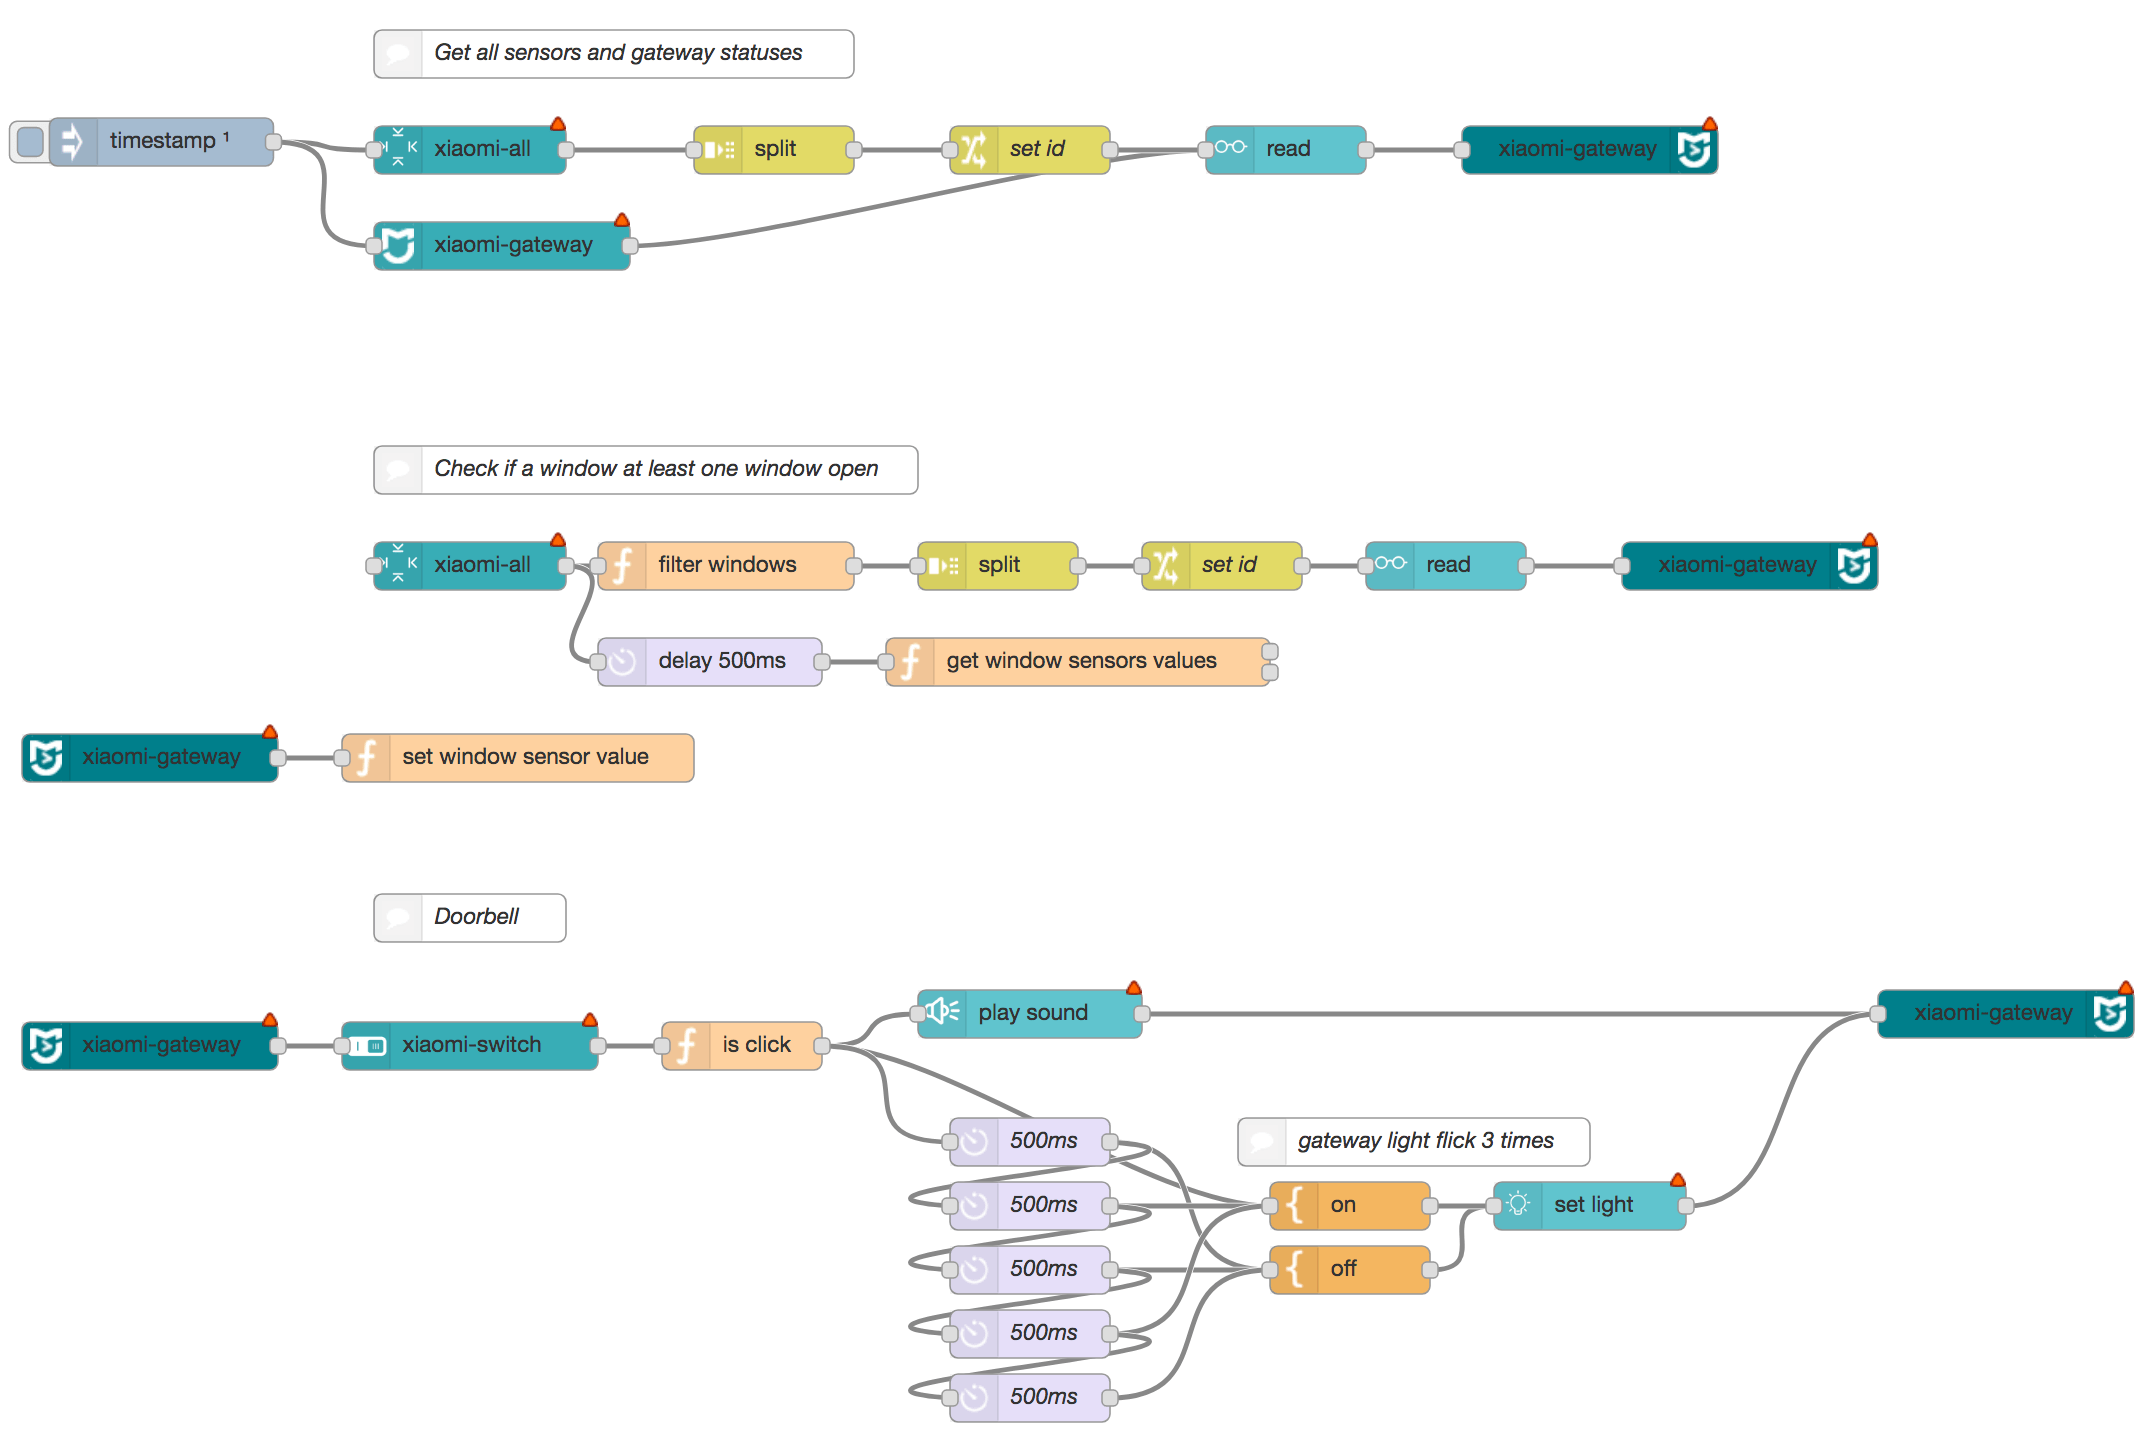 Get all sensors and gateway statuses
timestamp ¹
xiaomi-all
split
set id
read
xiaomi-gateway
xiaomi-gateway
Check if a window at least one window open
xiaomi-all
filter windows
split
set id
read
xiaomi-gateway
delay 500ms
get window sensors values
xiaomi-gateway
set window sensor value
Doorbell
play sound
xiaomi-gateway
xiaomi-gateway
xiaomi-switch
is click
500ms
gateway light flick 3 times
500ms
on
set light
500ms
off
500ms
500ms